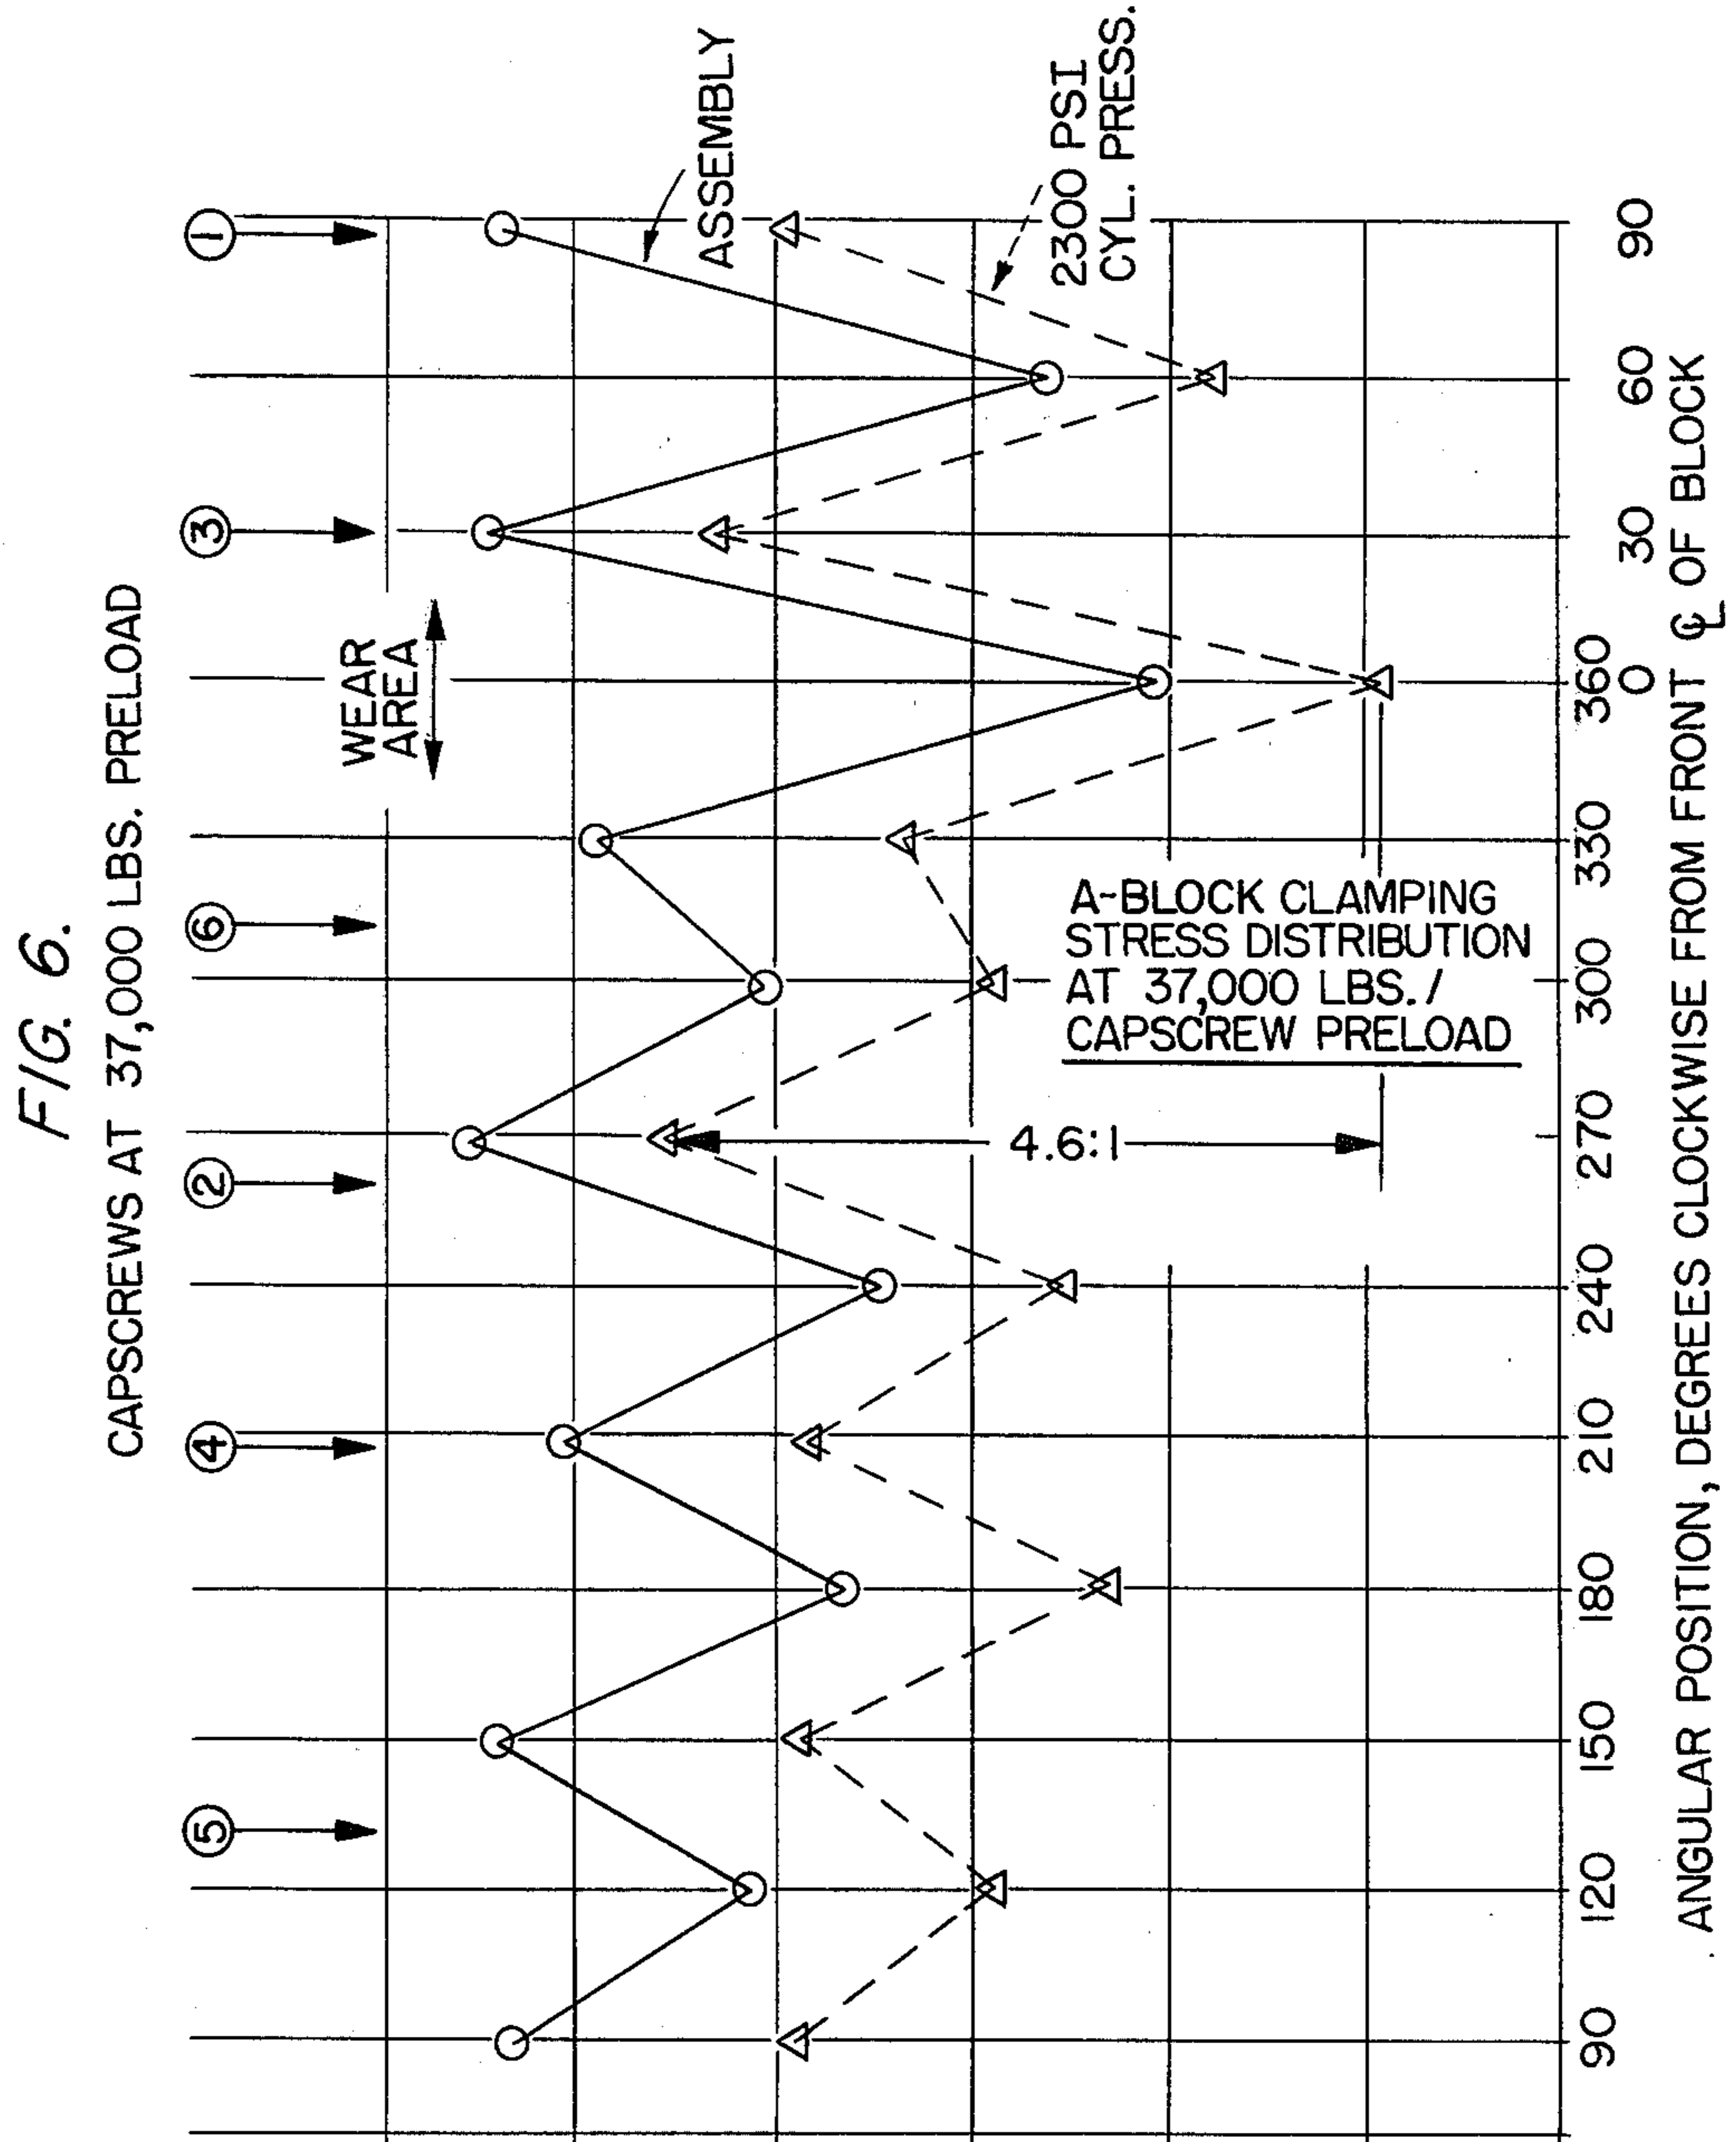 FIG. 6.
CAPSCREWS AT 37,000 LBS. PRELOAD
5
4
2
6
3
1
WEAR
AREA
ASSEMBLY
2300 PSI
CYL. PRESS.
4.6:1
A-BLOCK CLAMPING
STRESS DISTRIBUTION
AT 37,000 LBS./
CAPSCREW PRELOAD
90 120 150 180 210 240 270 300 330 360
0 30 60 90
ANGULAR POSITION, DEGREES CLOCKWISE FROM FRONT ℄ OF BLOCK